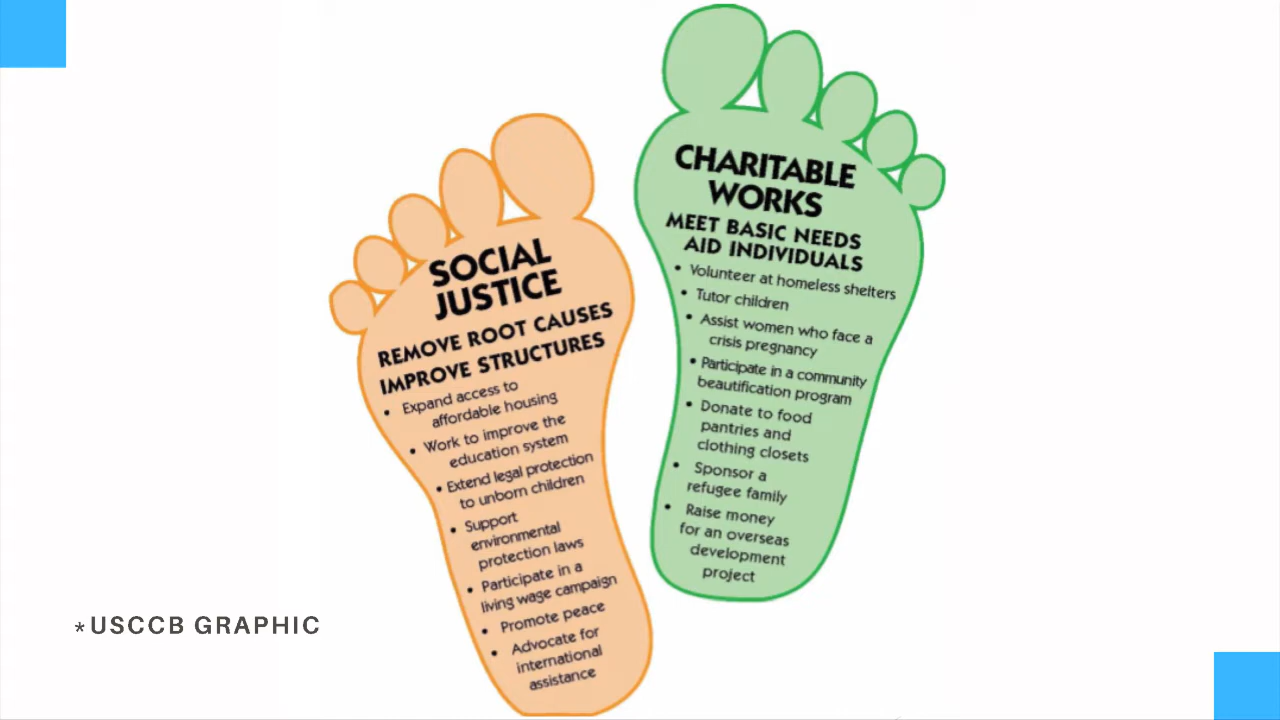 SOCIAL
JUSTICE
REMOVE ROOT CAUSES
IMPROVE STRUCTURES
• Expand access to
affordable housing
• Work to improve the
education system
• Extend legal protection
to unborn children
• Support
environmental
protection laws
• Participate in a
living wage campaign
• Promote peace
• Advocate for
international
assistance
CHARITABLE
WORKS
MEET BASIC NEEDS
AID INDIVIDUALS
• Volunteer at homeless shelters
• Tutor children
• Assist women who face a
crisis pregnancy
• Participate in a community
beautification program
• Donate to food
pantries and
clothing closets
• Sponsor a
refugee family
• Raise money
for an overseas
development
project
*USCCB GRAPHIC